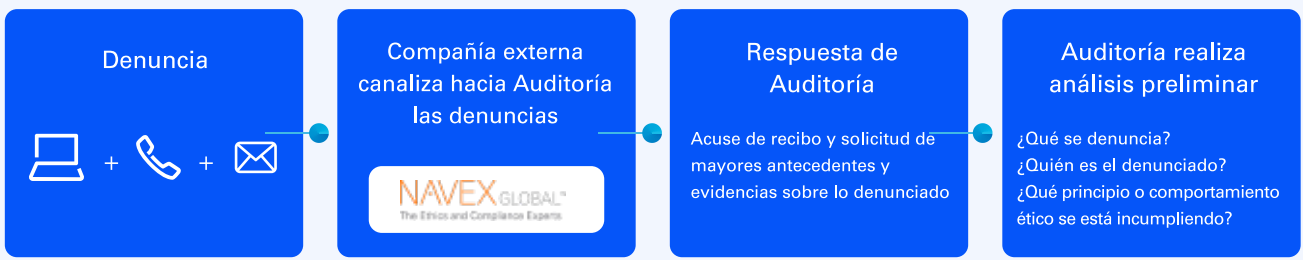 Denuncia
+
+
Compañía externa
canaliza hacia Auditoría
las denuncias
NAVEX GLOBAL™
The Ethics and Compliance Experts
Respuesta de
Auditoría
Acuse de recibo y solicitud de
mayores antecedentes y
evidencias sobre lo denunciado
Auditoría realiza
análisis preliminar
¿Qué se denuncia?
¿Quién es el denunciado?
¿Qué principio o comportamiento
ético se está incumpliendo?